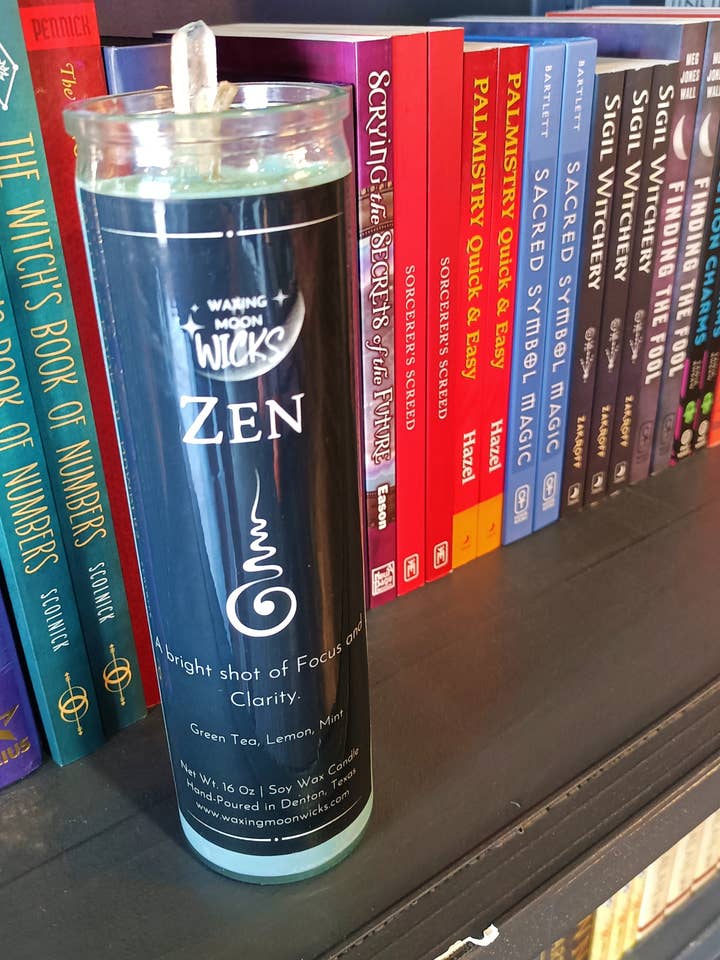 PENNICK
The
THE WITCH'S BOOK OF NUMBERS SCOLNICK
BOOK OF NUMBERS SCOLNICK
IUS
WAXING
MOON
WICKS
ZEN
A bright shot of Focus and
Clarity.
Green Tea, Lemon, Mint
Net Wt. 16 Oz | Soy Wax Candle
Hand-Poured in Denton, Texas
www.waxingmoonwicks.com
SCRYING the SECRETS of the FUTURE Eason
SORCERER'S SCREED
SORCERER'S SCREED
PALMISTRY Quick & Easy Hazel
PALMISTRY Quick & Easy Hazel
BARTLETT SACRED SYMBOL MAGIC
BARTLETT SACRED SYMBOL MAGIC
SIGIL WITCHERY ZAKROFF
SIGIL WITCHERY ZAKROFF
SIGIL WITCHERY ZAKROFF
FINDING THE FOOL
MEG
JONES
WALL
FINDING THE FOOL
ON CHARMS